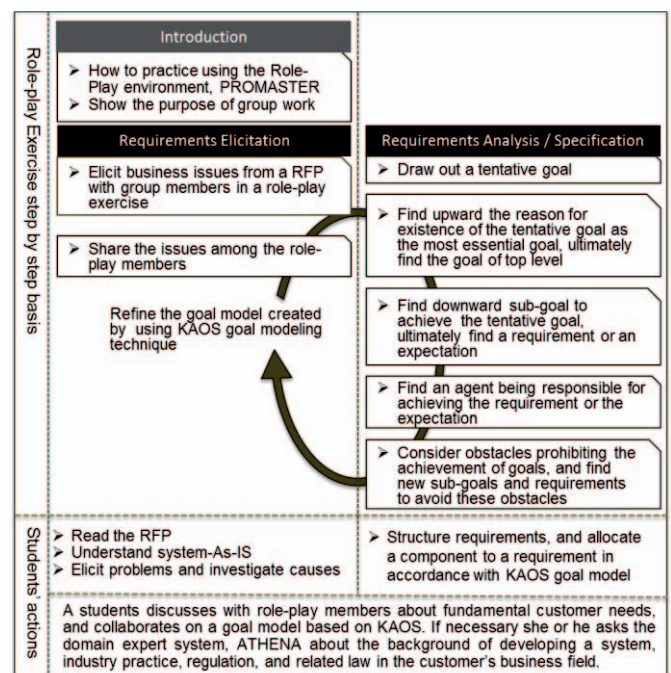 Role-play Exercise step by step basis
Introduction
➤ How to practice using the Role-
Play environment, PROMASTER
➤ Show the purpose of group work
Requirements Elicitation
➤ Elicit business issues from a RFP
with group members in a role-play
exercise
➤ Share the issues among the role-
play members
Refine the goal model created
by using KAOS goal modeling
technique
Requirements Analysis / Specification
➤ Draw out a tentative goal
➤ Find upward the reason for
existence of the tentative goal as
the most essential goal, ultimately
find the goal of top level
➤ Find downward sub-goal to
achieve the tentative goal,
ultimately find a requirement or an
expectation
➤ Find an agent being responsible for
achieving the requirement or the
expectation
➤ Consider obstacles prohibiting the
achievement of goals, and find
new sub-goals and requirements
to avoid these obstacles
Students' actions
➤ Read the RFP
➤ Understand system-As-IS
➤ Elicit problems and investigate causes
➤ Structure requirements, and allocate
a component to a requirement in
accordance with KAOS goal model
A students discusses with role-play members about fundamental customer needs,
and collaborates on a goal model based on KAOS. If necessary she or he asks the
domain expert system, ATHENA about the background of developing a system,
industry practice, regulation, and related law in the customer's business field.